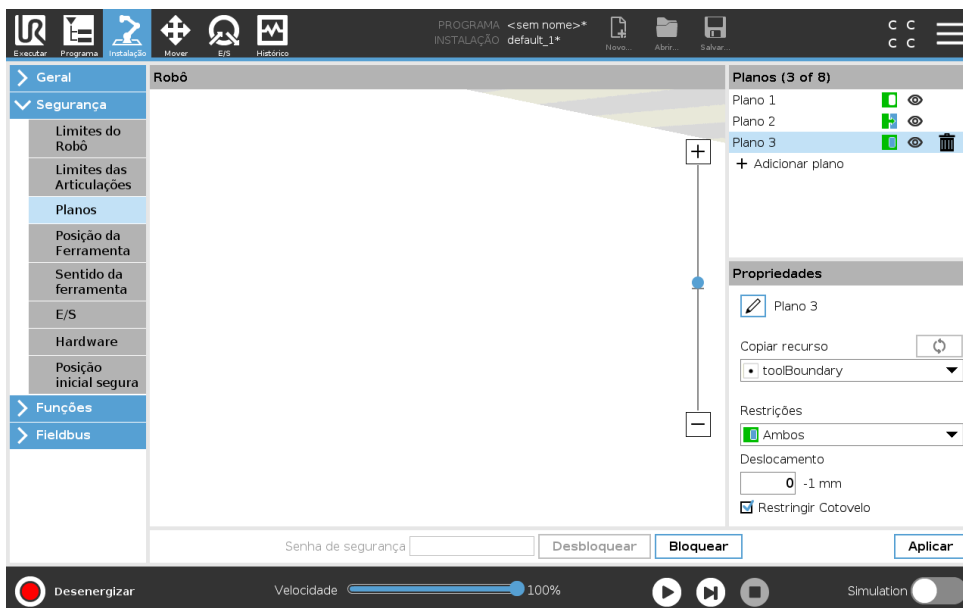 PROGRAMA <sem nome>*
INSTALAÇÃO default_1*
Executar Programa Instalação Mover E/S Histórico Novo... Abrir... Salvar...
C C
C C
Geral
Segurança
Limites do
Robô
Limites das
Articulações
Planos
Posição da
Ferramenta
Sentido da
ferramenta
E/S
Hardware
Posição
inicial segura
Funções
Fieldbus
Robô
+
−
Planos (3 of 8)
Plano 1
Plano 2
Plano 3
+ Adicionar plano
Propriedades
Plano 3
Copiar recurso
toolBoundary
Restrições
Ambos
Deslocamento
0 -1 mm
Restringir Cotovelo
Senha de segurança Desbloquear Bloquear Aplicar
Desenergizar Velocidade 100% Simulation